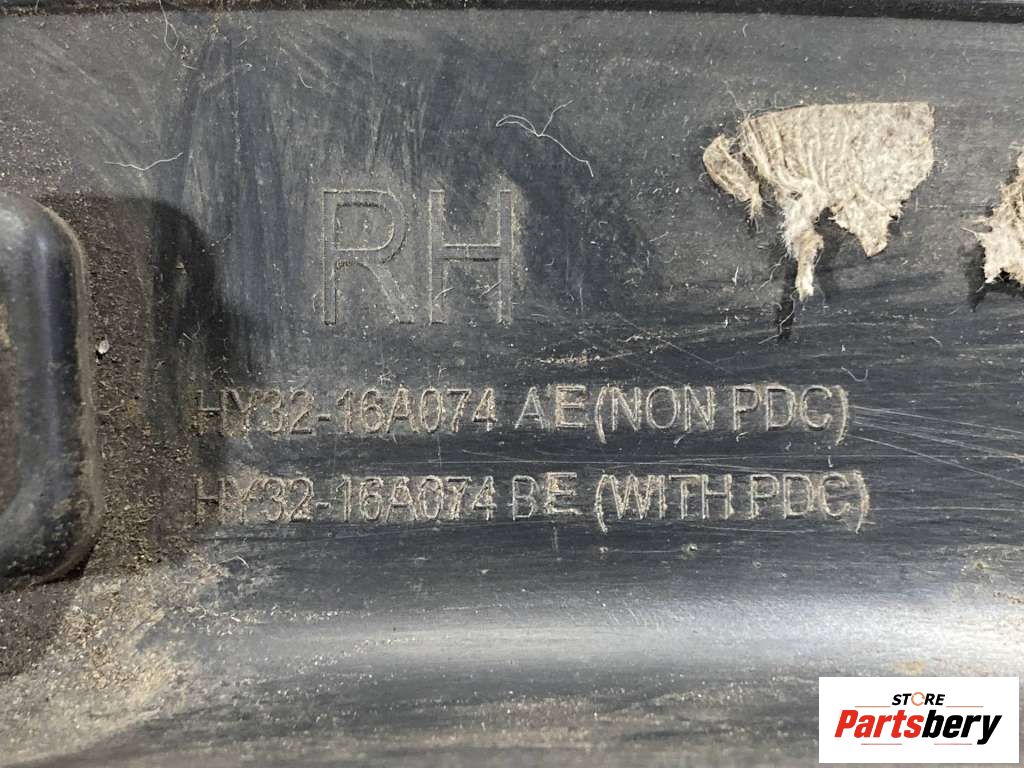 RH
HY32-16A074 AE (NON PDC)
HY32-16A074 BE (WITH PDC)
STORE
Partsbery